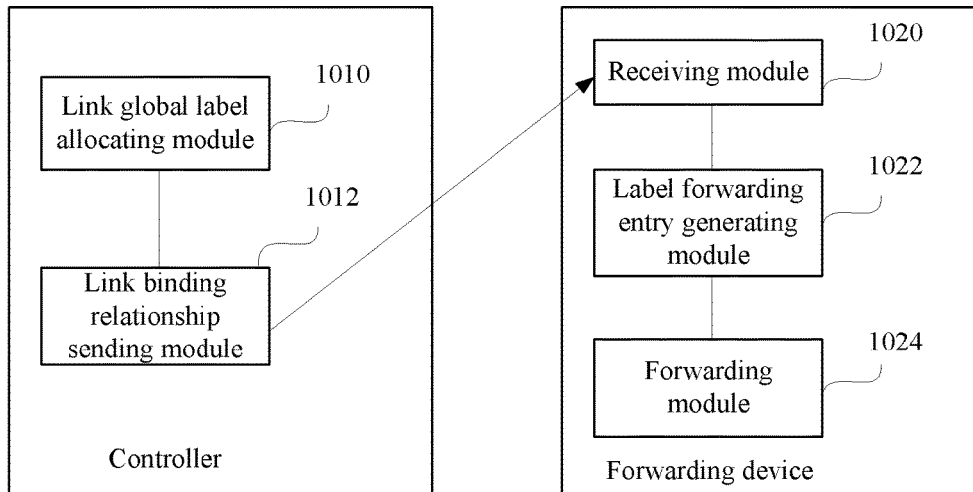 1010
Link global label
allocating module
1012
Link binding
relationship
sending module
Controller
1020
Receiving module
1022
Label forwarding
entry generating
module
1024
Forwarding
module
Forwarding device